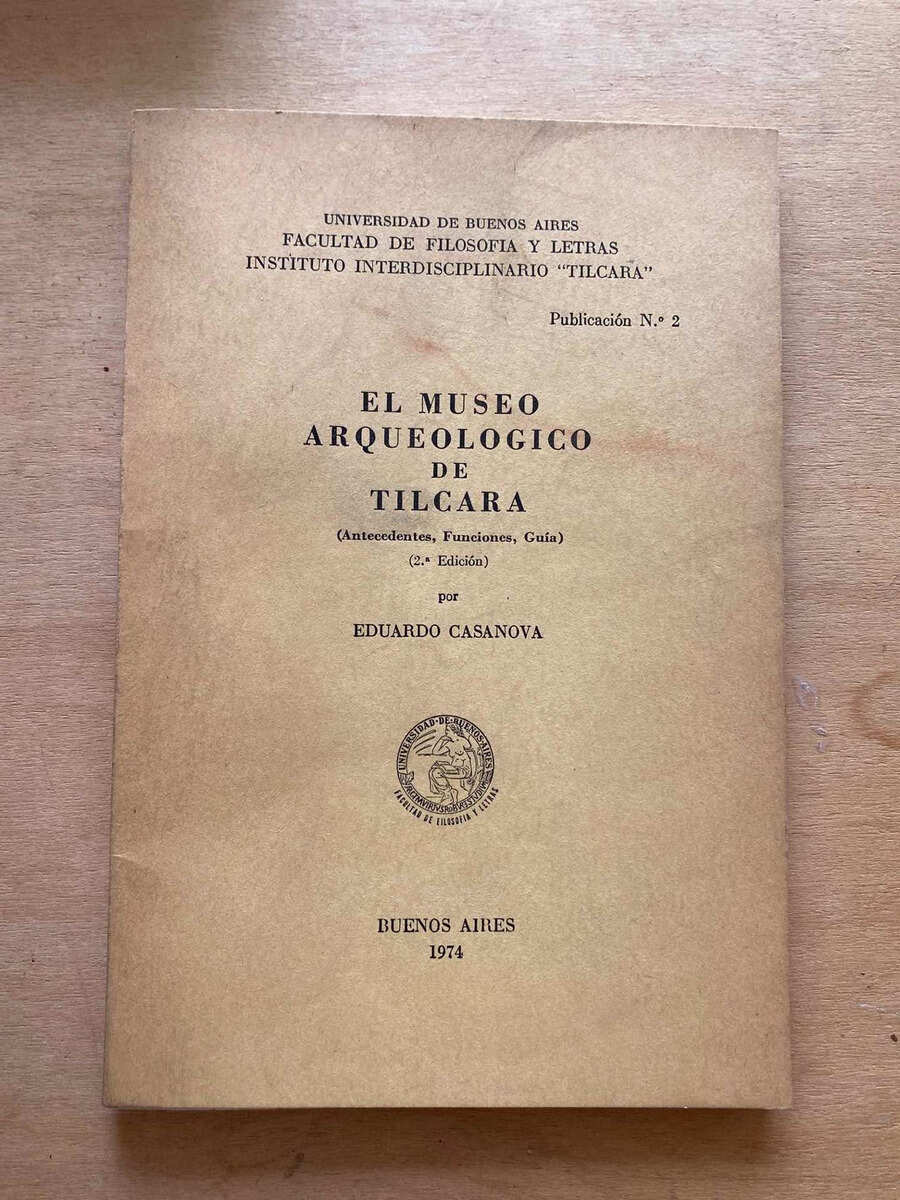 UNIVERSIDAD DE BUENOS AIRES
FACULTAD DE FILOSOFIA Y LETRAS
INSTITUTO INTERDISCIPLINARIO "TILCARA"
Publicación N.º 2
EL MUSEO
ARQUEOLOGICO
DE
TILCARA
(Antecedentes, Funciones, Guía)
(2.ª Edición)
por
EDUARDO CASANOVA
UNIVERSIDAD·DE·BUENOS·AIRES
FACULTAD DE FILOSOFIA Y LETRAS
BUENOS AIRES
1974